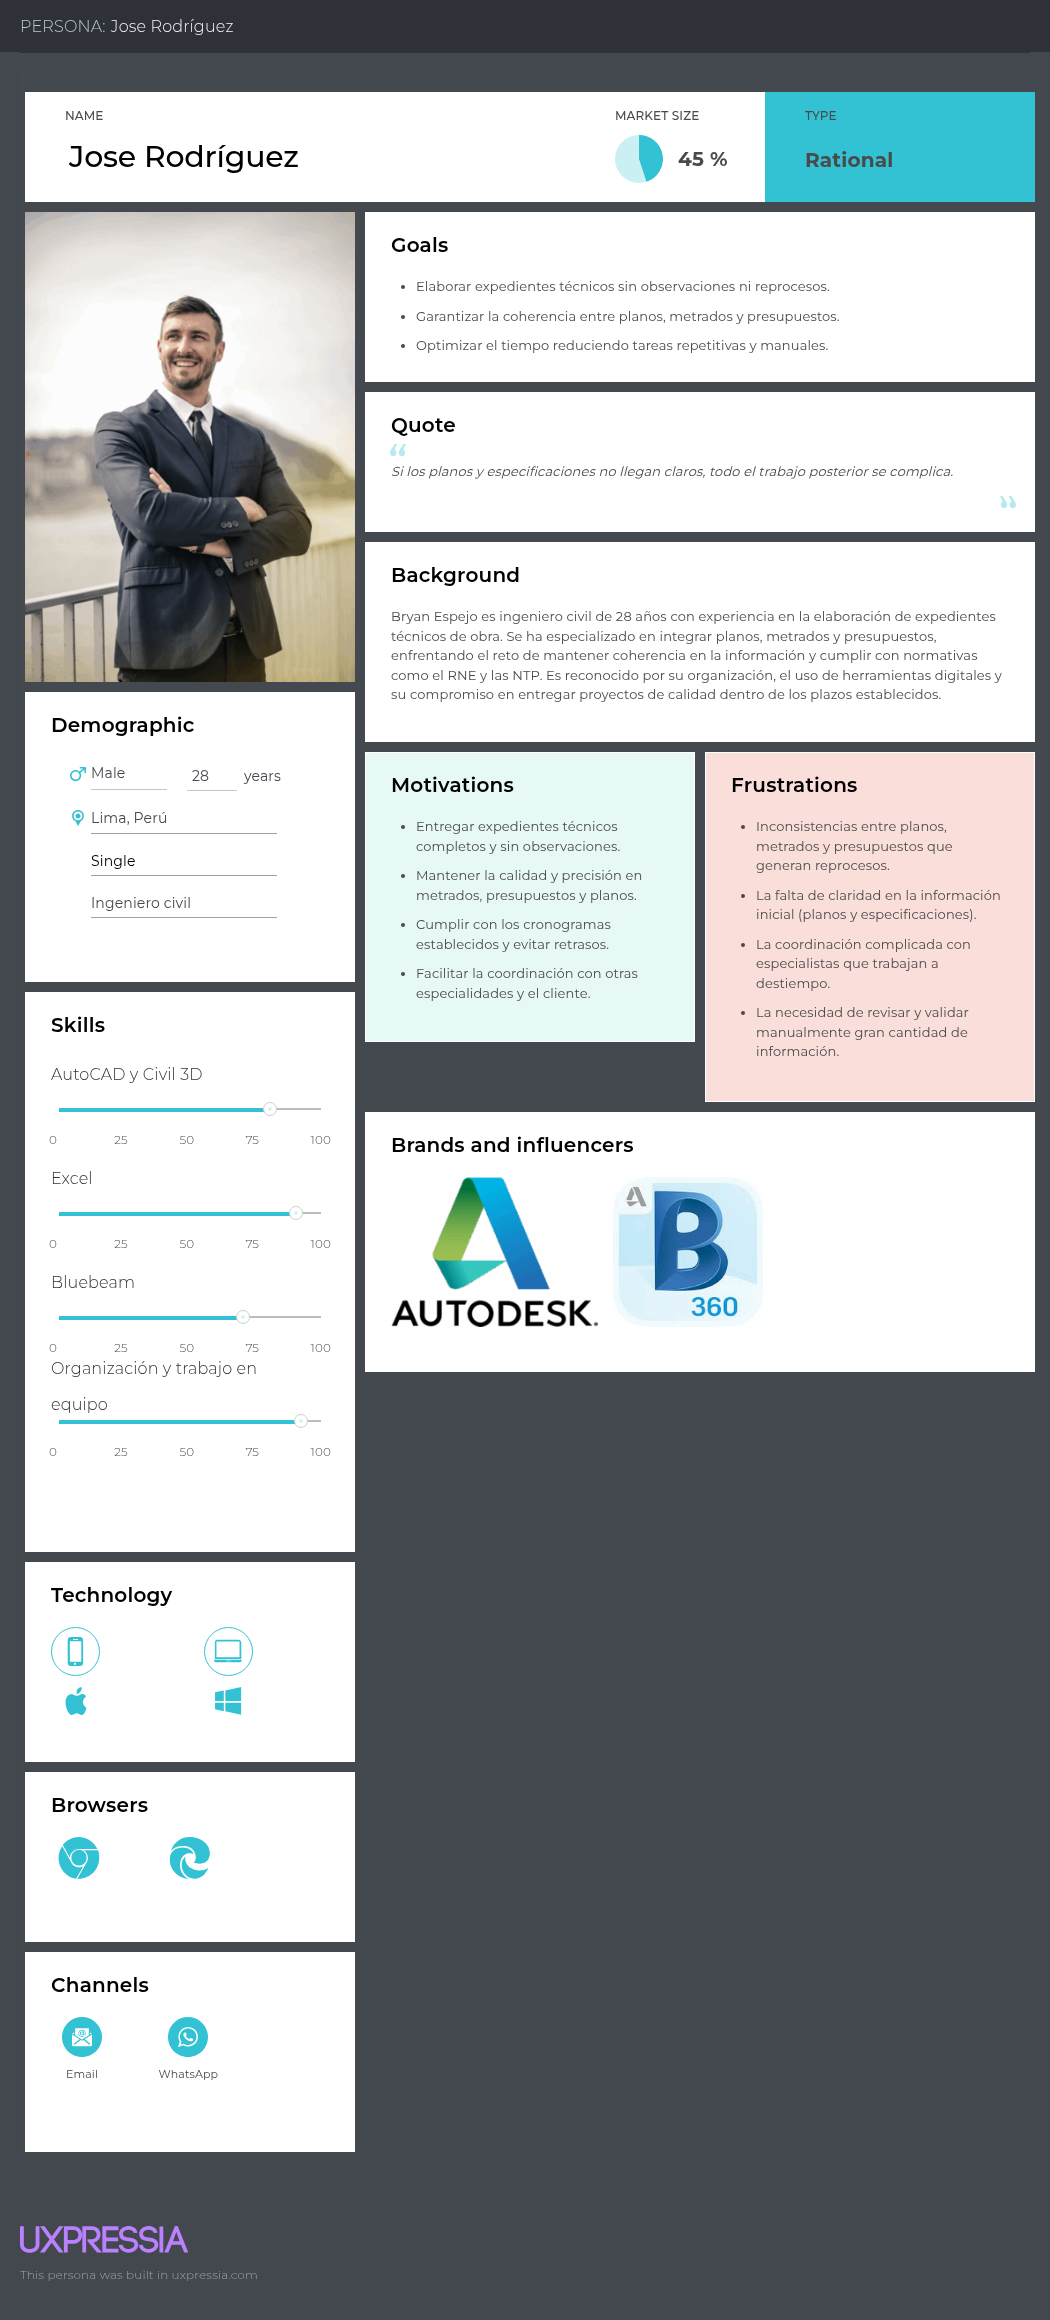 PERSONA: Jose Rodríguez
NAME
Jose Rodríguez
MARKET SIZE
45 %
TYPE
Rational
Goals
Elaborar expedientes técnicos sin observaciones ni reprocesos.
Garantizar la coherencia entre planos, metrados y presupuestos.
Optimizar el tiempo reduciendo tareas repetitivas y manuales.
Quote
“
Si los planos y especificaciones no llegan claros, todo el trabajo posterior se complica.
”
Background
Bryan Espejo es ingeniero civil de 28 años con experiencia en la elaboración de expedientes
técnicos de obra. Se ha especializado en integrar planos, metrados y presupuestos,
enfrentando el reto de mantener coherencia en la información y cumplir con normativas
como el RNE y las NTP. Es reconocido por su organización, el uso de herramientas digitales y
su compromiso en entregar proyectos de calidad dentro de los plazos establecidos.
Demographic
Male
28 years
Lima, Perú
Single
Ingeniero civil
Motivations
Entregar expedientes técnicos
completos y sin observaciones.
Mantener la calidad y precisión en
metrados, presupuestos y planos.
Cumplir con los cronogramas
establecidos y evitar retrasos.
Facilitar la coordinación con otras
especialidades y el cliente.
Frustrations
Inconsistencias entre planos,
metrados y presupuestos que
generan reprocesos.
La falta de claridad en la información
inicial (planos y especificaciones).
La coordinación complicada con
especialistas que trabajan a
destiempo.
La necesidad de revisar y validar
manualmente gran cantidad de
información.
Skills
AutoCAD y Civil 3D
0 25 50 75 100
Excel
0 25 50 75 100
Bluebeam
0 25 50 75 100
Organización y trabajo en
equipo
0 25 50 75 100
Brands and influencers
AUTODESK.
B
360
Technology
Browsers
Channels
Email
WhatsApp
UXPRESSIA
This persona was built in uxpressia.com